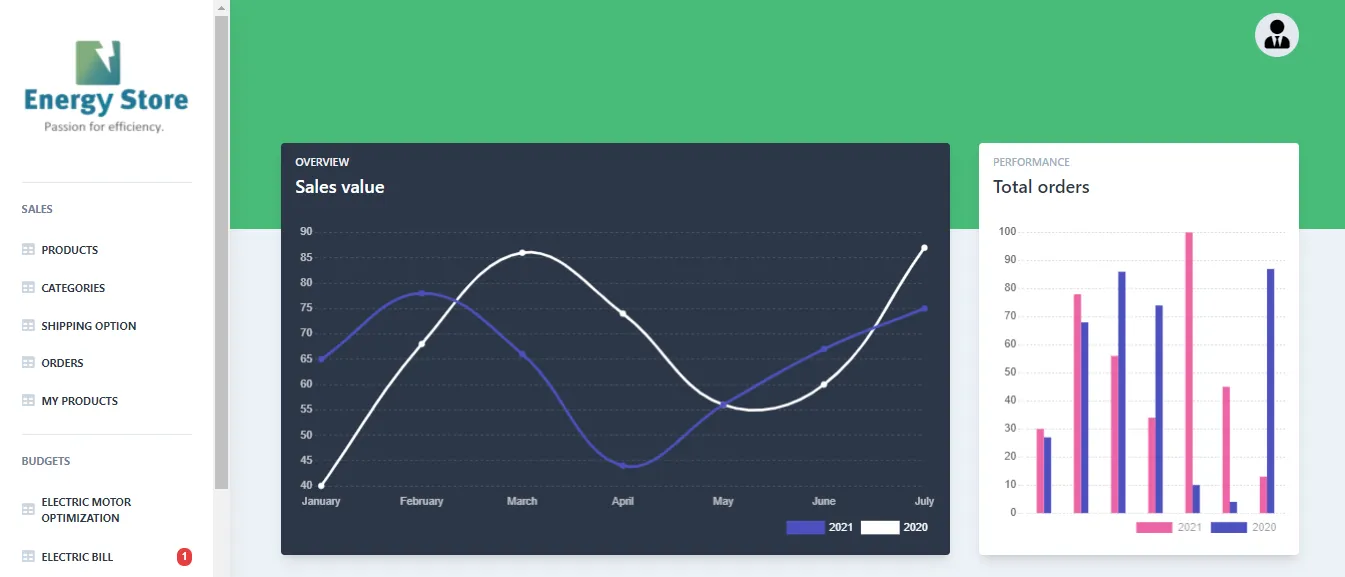 Energy Store
Passion for efficiency.
SALES
PRODUCTS
CATEGORIES
SHIPPING OPTION
ORDERS
MY PRODUCTS
BUDGETS
ELECTRIC MOTOR
OPTIMIZATION
ELECTRIC BILL 1
OVERVIEW
Sales value
90
85
80
75
70
65
60
55
50
45
40
January February March April May June July
2021 2020
PERFORMANCE
Total orders
100
90
80
70
60
50
40
30
20
10
0
2021 2020